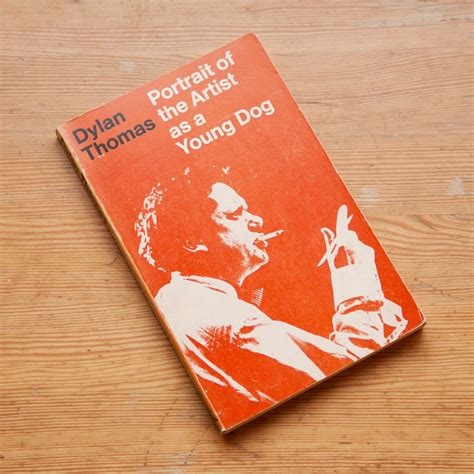 Dylan
Thomas
Portrait of
the Artist
as a
Young Dog